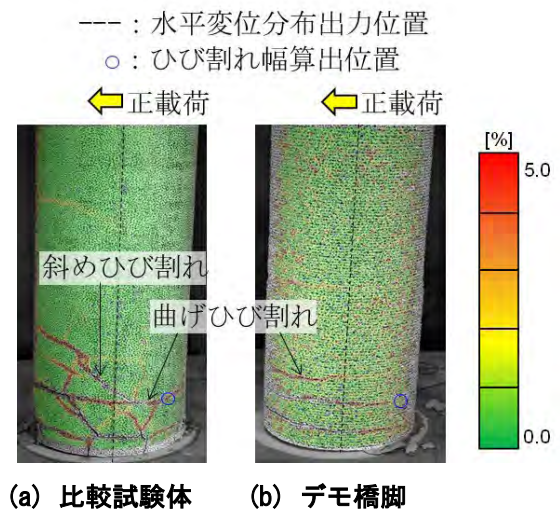 ---：水平変位分布出力位置
○：ひび割れ幅算出位置
正載荷
正載荷
[%]
5.0
斜めひび割れ
曲げひび割れ
0.0
(a) 比較試験体
(b) デモ橋脚